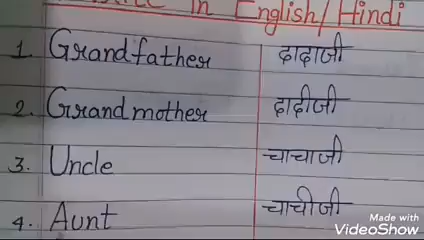 In English/Hindi
1. Grandfather दादाजी
2. Grandmother दादीजी
3. Uncle चाचाजी
4. Aunt चाचीजी
Made with
VideoShow